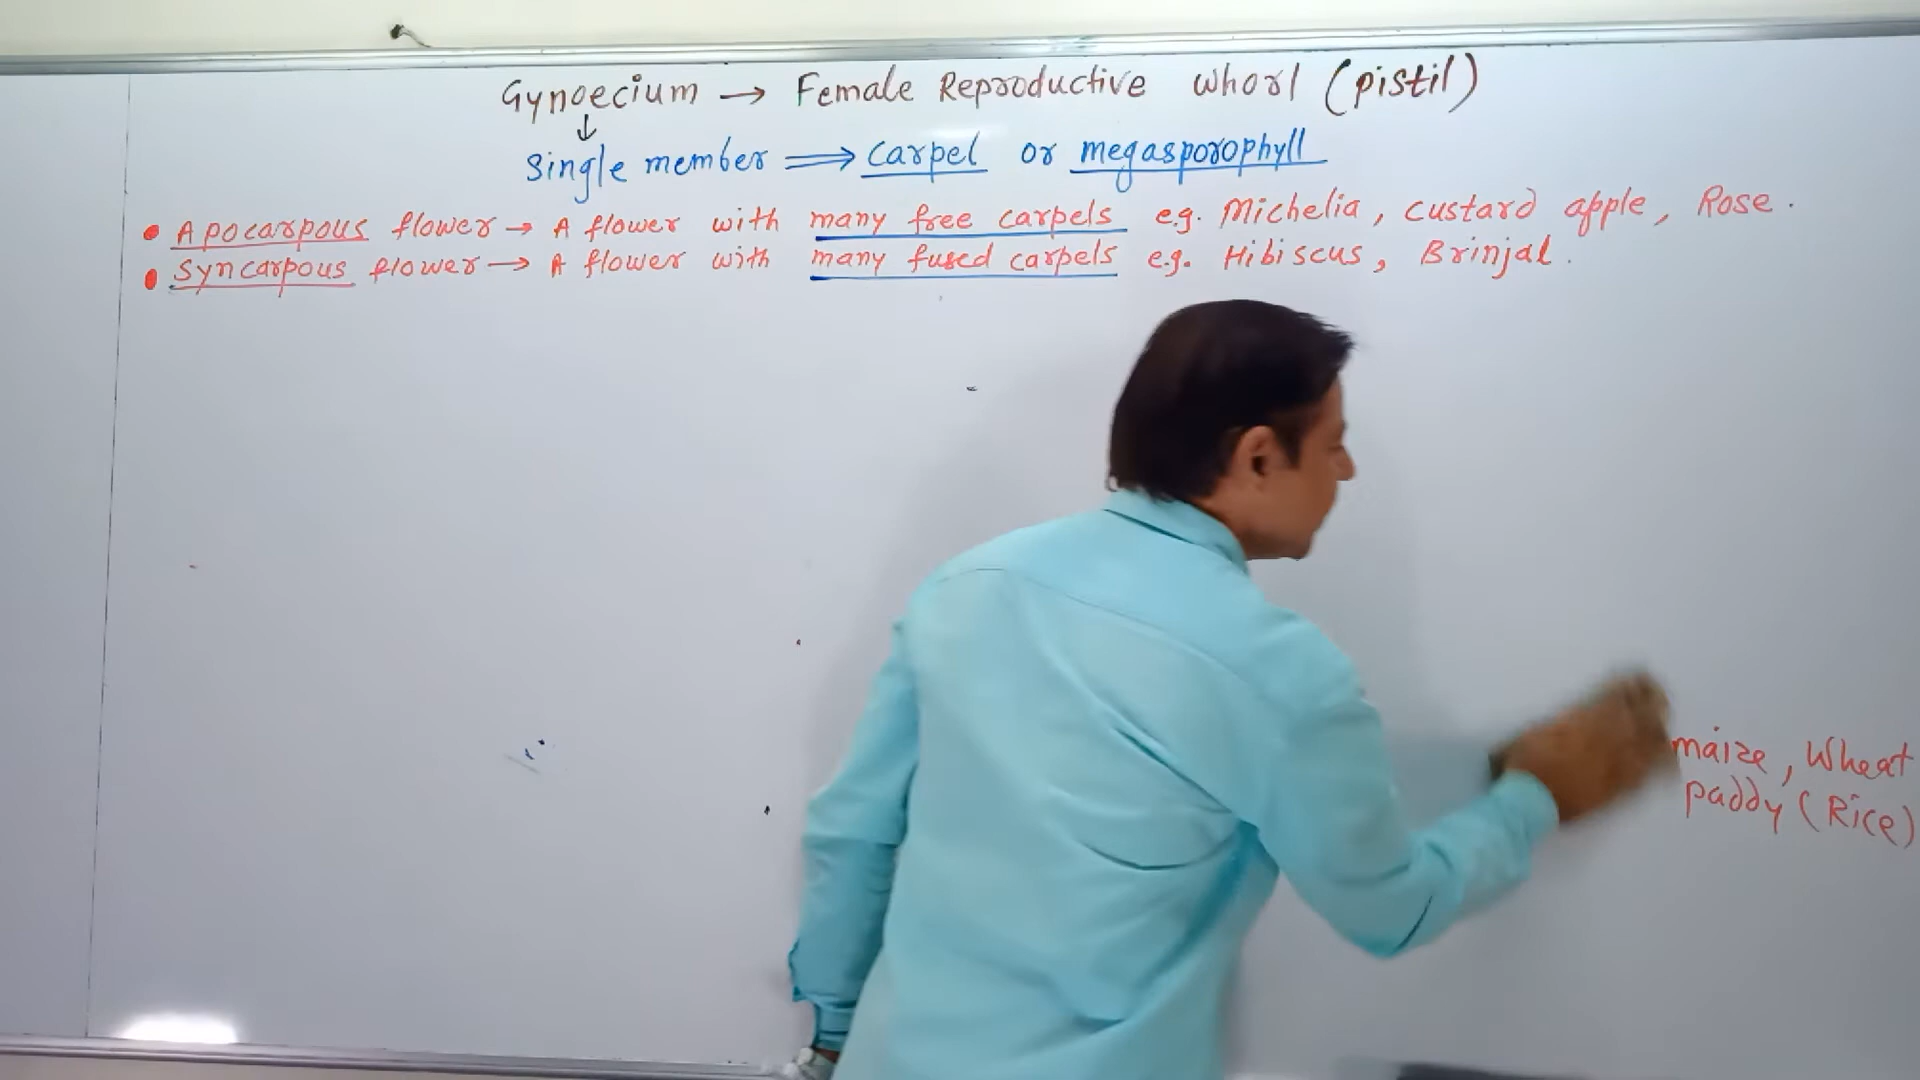 Gynoecium → Female Reproductive whorl (pistil)
↓
Single member ⟹ Carpel or megasporophyll
• Apocarpous flower → A flower with many free carpels e.g. Michelia, custard apple, Rose.
• Syncarpous flower → A flower with many fused carpels e.g. Hibiscus, Brinjal.
maize, Wheat
paddy (Rice)